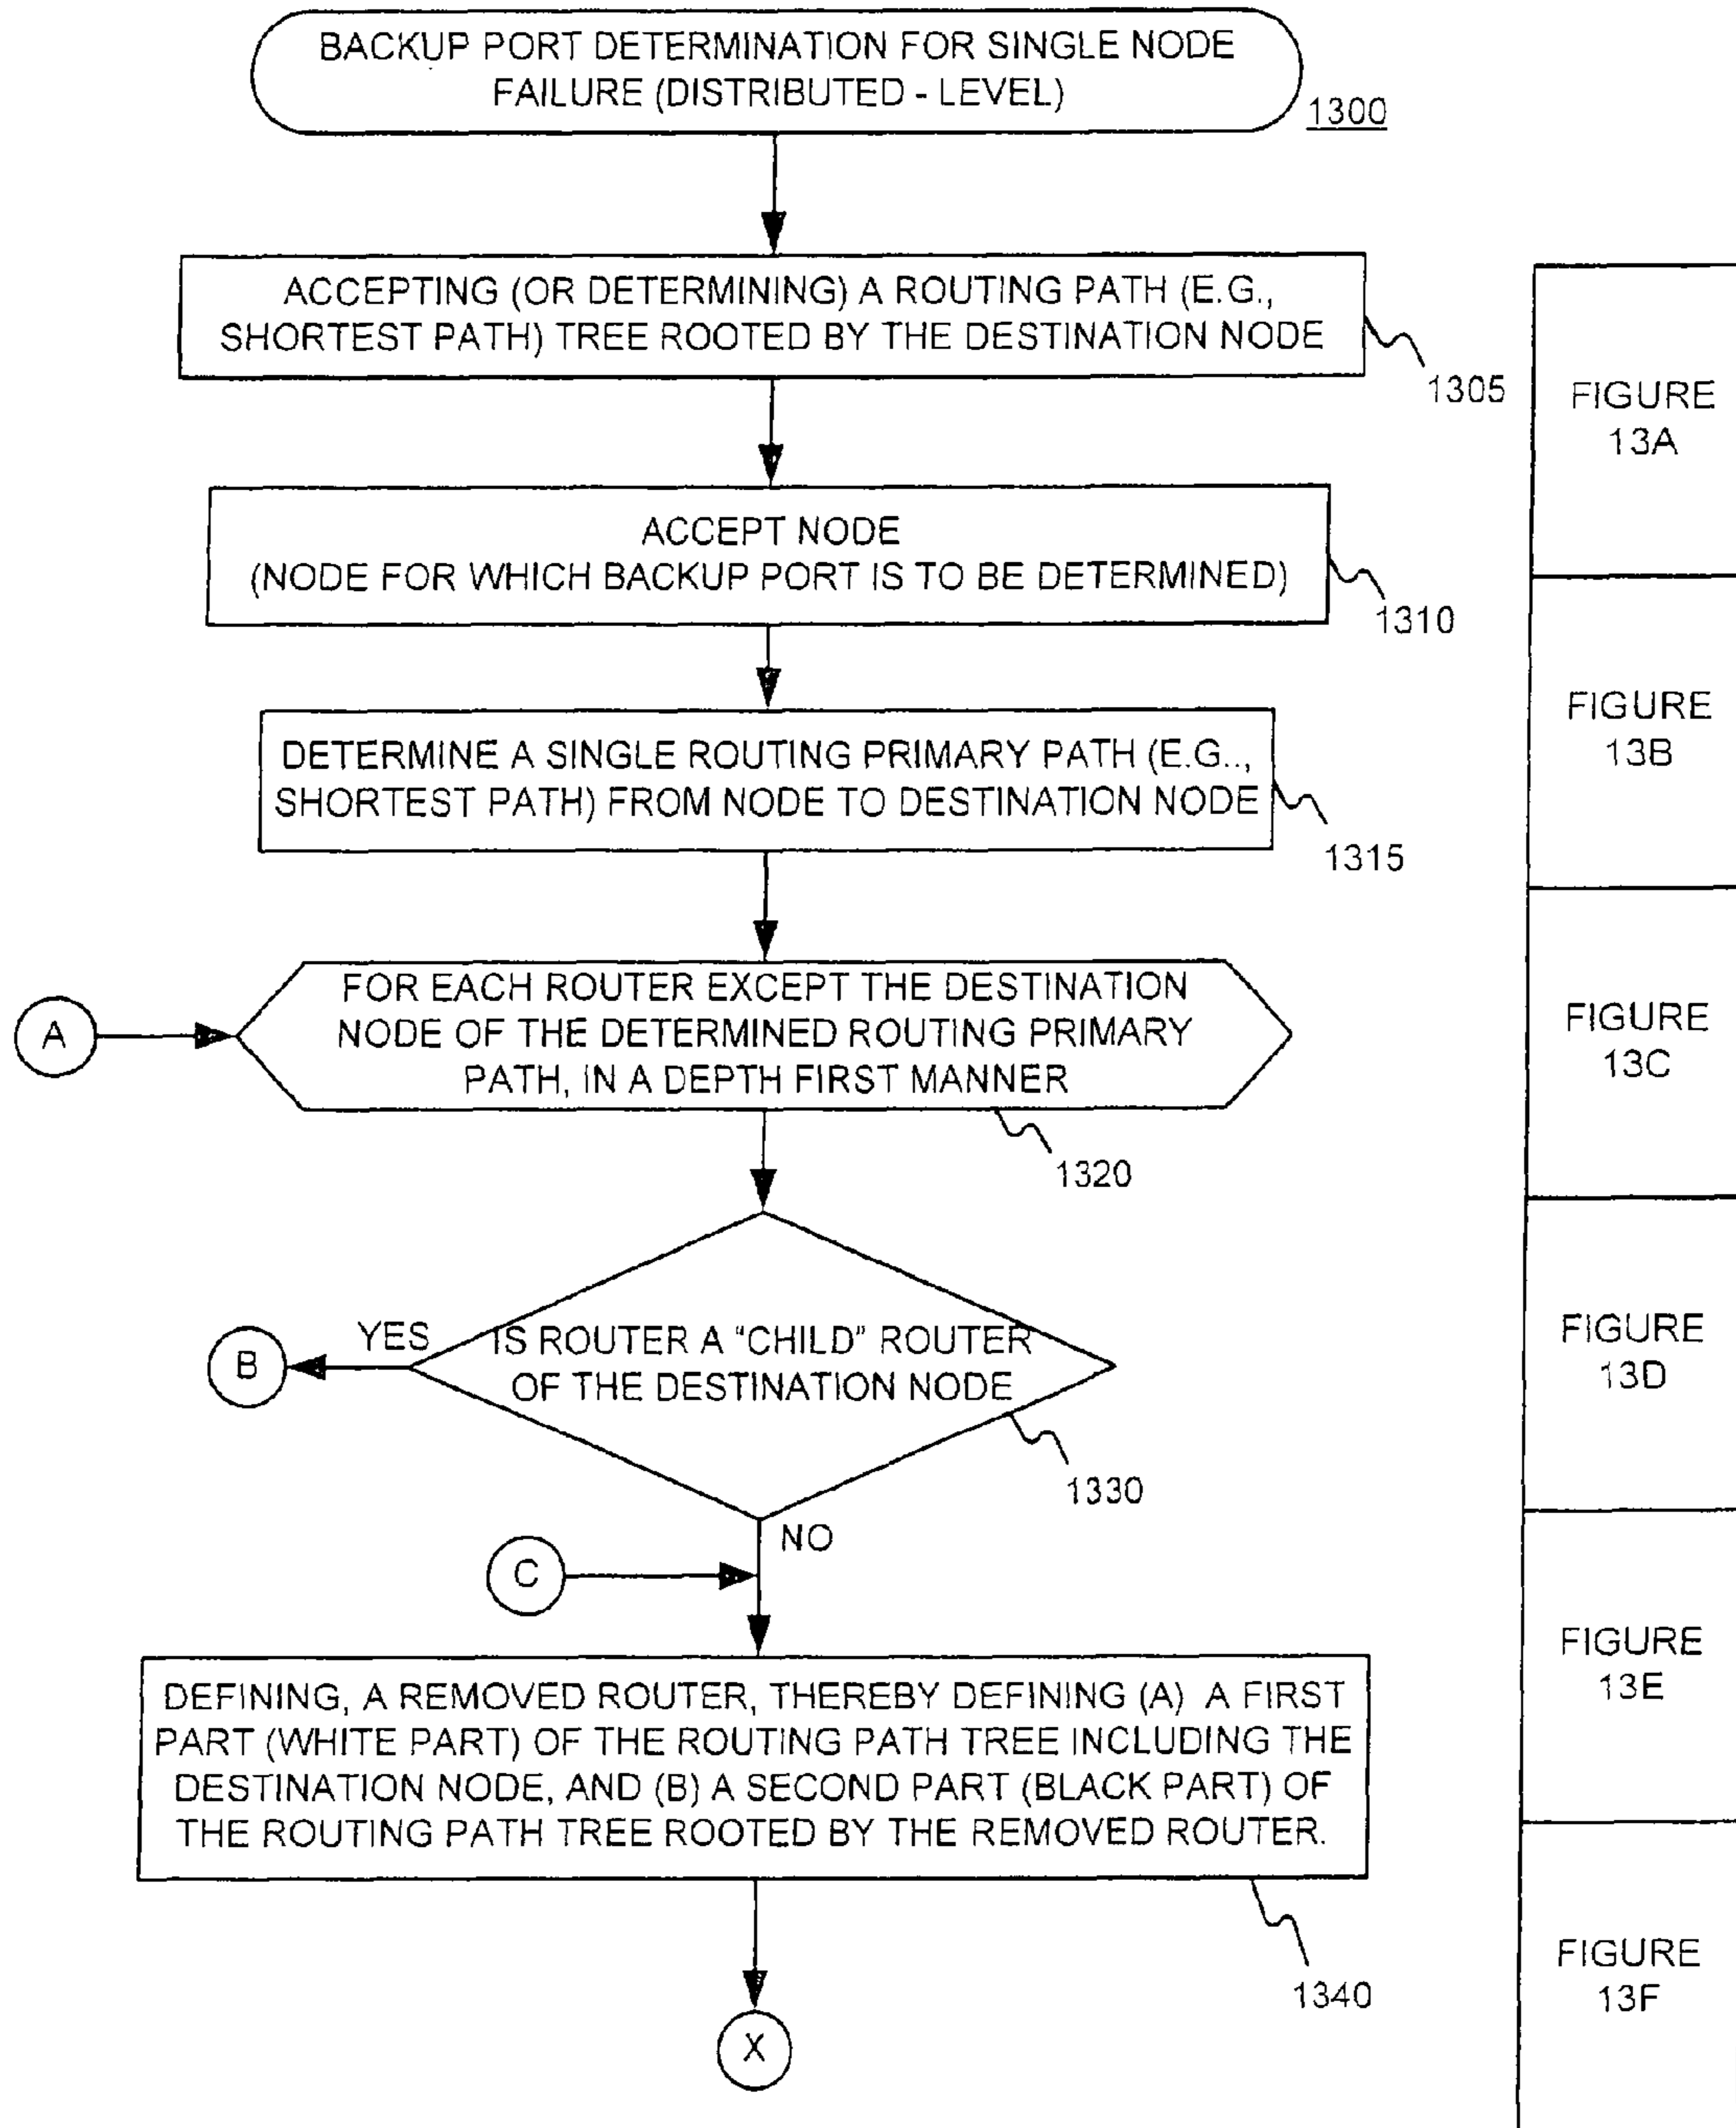 BACKUP PORT DETERMINATION FOR SINGLE NODE
FAILURE (DISTRIBUTED - LEVEL)
1300
ACCEPTING (OR DETERMINING) A ROUTING PATH (E.G.,
SHORTEST PATH) TREE ROOTED BY THE DESTINATION NODE
1305
ACCEPT NODE
(NODE FOR WHICH BACKUP PORT IS TO BE DETERMINED)
1310
DETERMINE A SINGLE ROUTING PRIMARY PATH (E.G..,
SHORTEST PATH) FROM NODE TO DESTINATION NODE
1315
A
FOR EACH ROUTER EXCEPT THE DESTINATION
NODE OF THE DETERMINED ROUTING PRIMARY
PATH, IN A DEPTH FIRST MANNER
1320
B
YES
IS ROUTER A "CHILD" ROUTER
OF THE DESTINATION NODE
1330
NO
C
DEFINING, A REMOVED ROUTER, THEREBY DEFINING (A) A FIRST
PART (WHITE PART) OF THE ROUTING PATH TREE INCLUDING THE
DESTINATION NODE, AND (B) A SECOND PART (BLACK PART) OF
THE ROUTING PATH TREE ROOTED BY THE REMOVED ROUTER.
1340
X
FIGURE
13A
FIGURE
13B
FIGURE
13C
FIGURE
13D
FIGURE
13E
FIGURE
13F